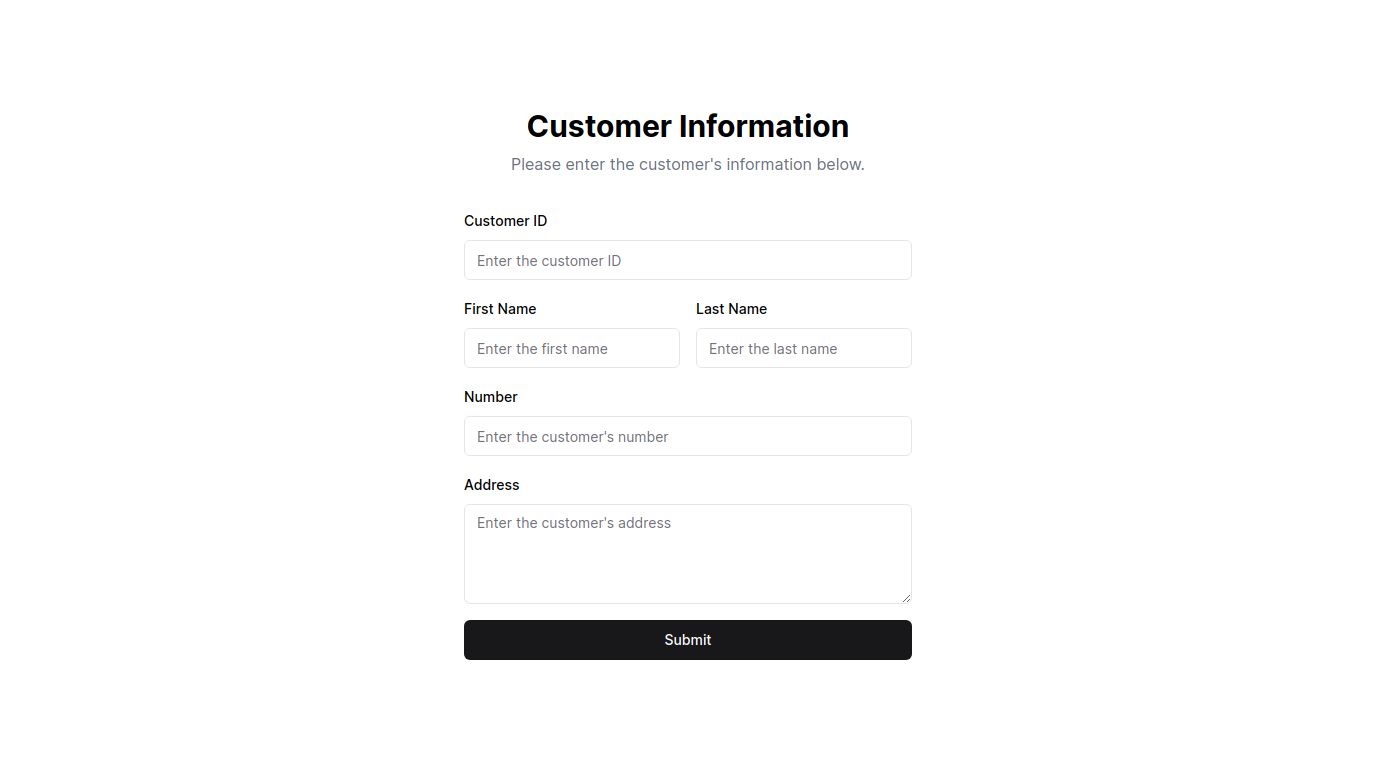 Customer Information
Please enter the customer's information below.
Customer ID
Enter the customer ID
First Name
Last Name
Enter the first name
Enter the last name
Number
Enter the customer's number
Address
Enter the customer's address
Submit